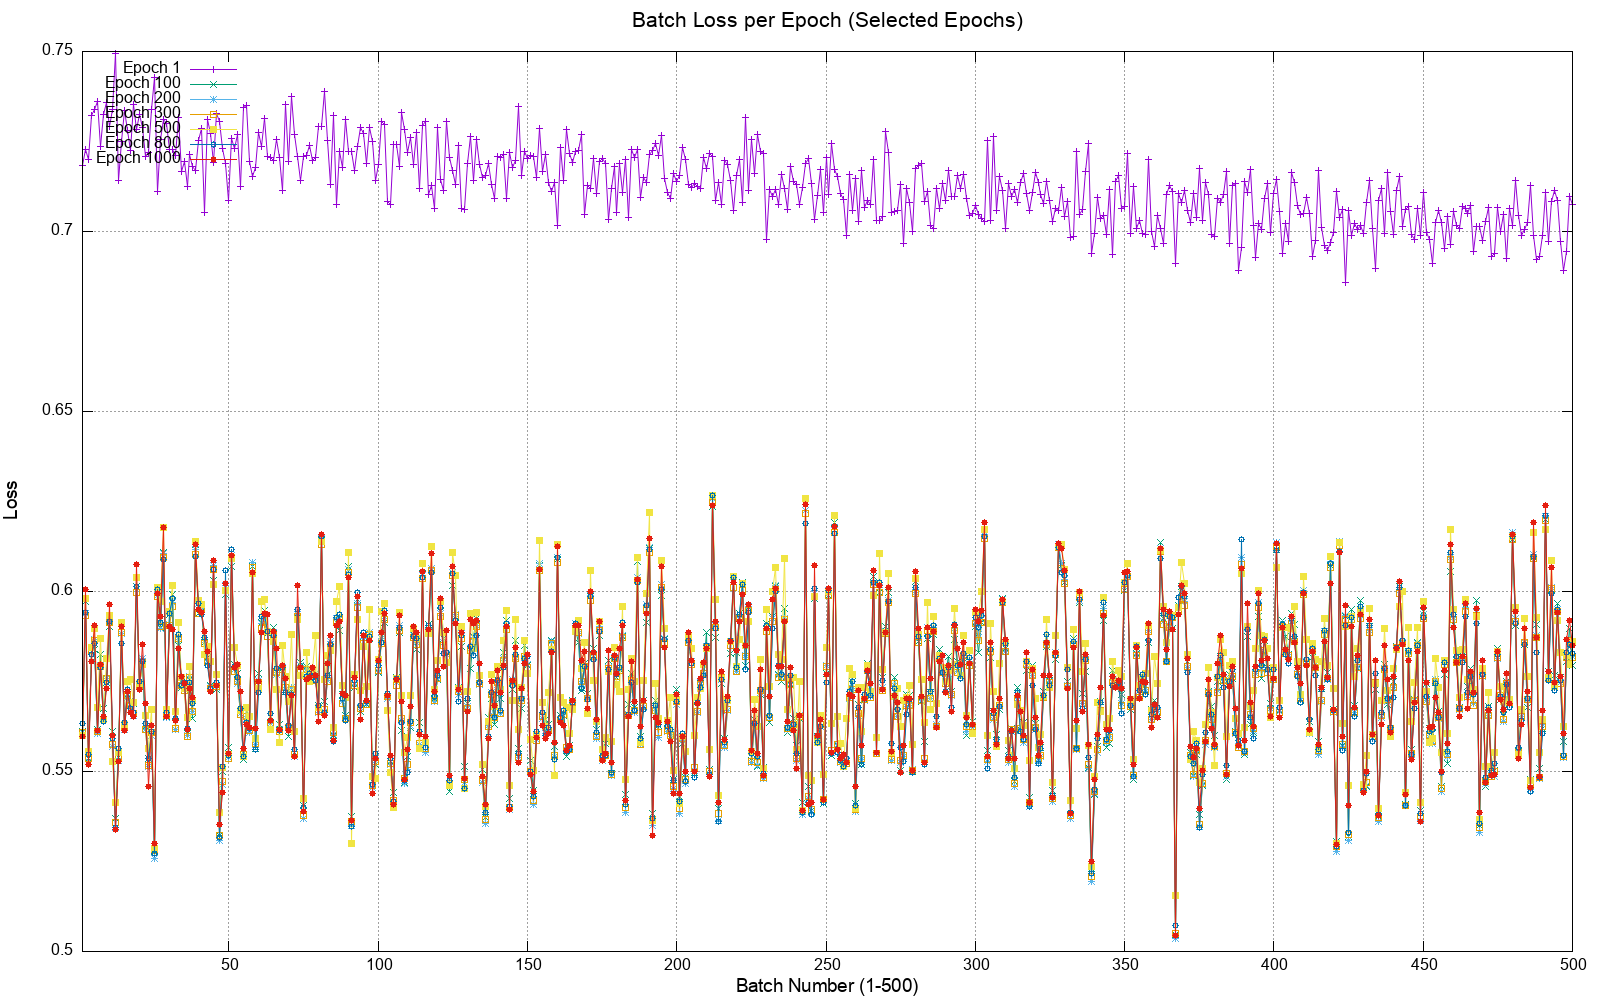 Batch Loss per Epoch (Selected Epochs)
0.75
Epoch 1
Epoch 100
Epoch 200
Epoch 300
Epoch 500
Epoch 800
Epoch 1000
0.7
0.65
0.6
0.55
0.5
Loss
50 100 150 200 250 300 350 400 450 500
Batch Number (1-500)